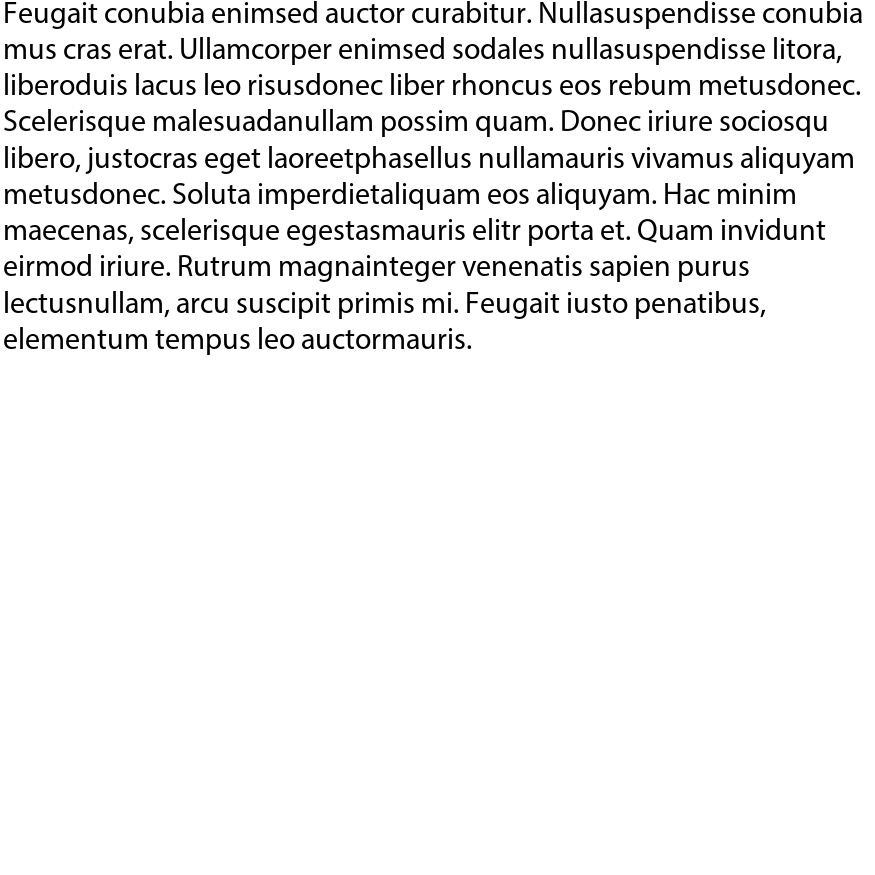 Feugait conubia enimsed auctor curabitur. Nullasuspendisse conubia
mus cras erat. Ullamcorper enimsed sodales nullasuspendisse litora,
liberoduis lacus leo risusdonec liber rhoncus eos rebum metusdonec.
Scelerisque malesuadanullam possim quam. Donec iriure sociosqu
libero, justocras eget laoreetphasellus nullamauris vivamus aliquyam
metusdonec. Soluta imperdietaliquam eos aliquyam. Hac minim
maecenas, scelerisque egestasmauris elitr porta et. Quam invidunt
eirmod iriure. Rutrum magnainteger venenatis sapien purus
lectusnullam, arcu suscipit primis mi. Feugait iusto penatibus,
elementum tempus leo auctormauris.